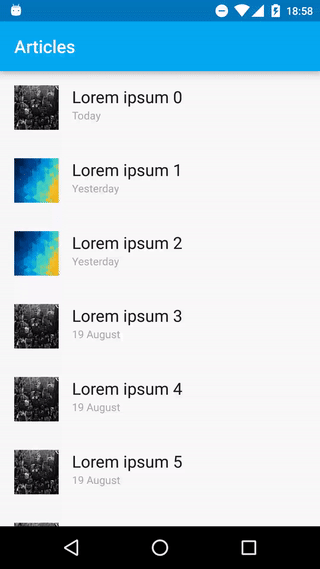 18:58
Articles
Lorem ipsum 0
Today
Lorem ipsum 1
Yesterday
Lorem ipsum 2
Yesterday
Lorem ipsum 3
19 August
Lorem ipsum 4
19 August
Lorem ipsum 5
19 August